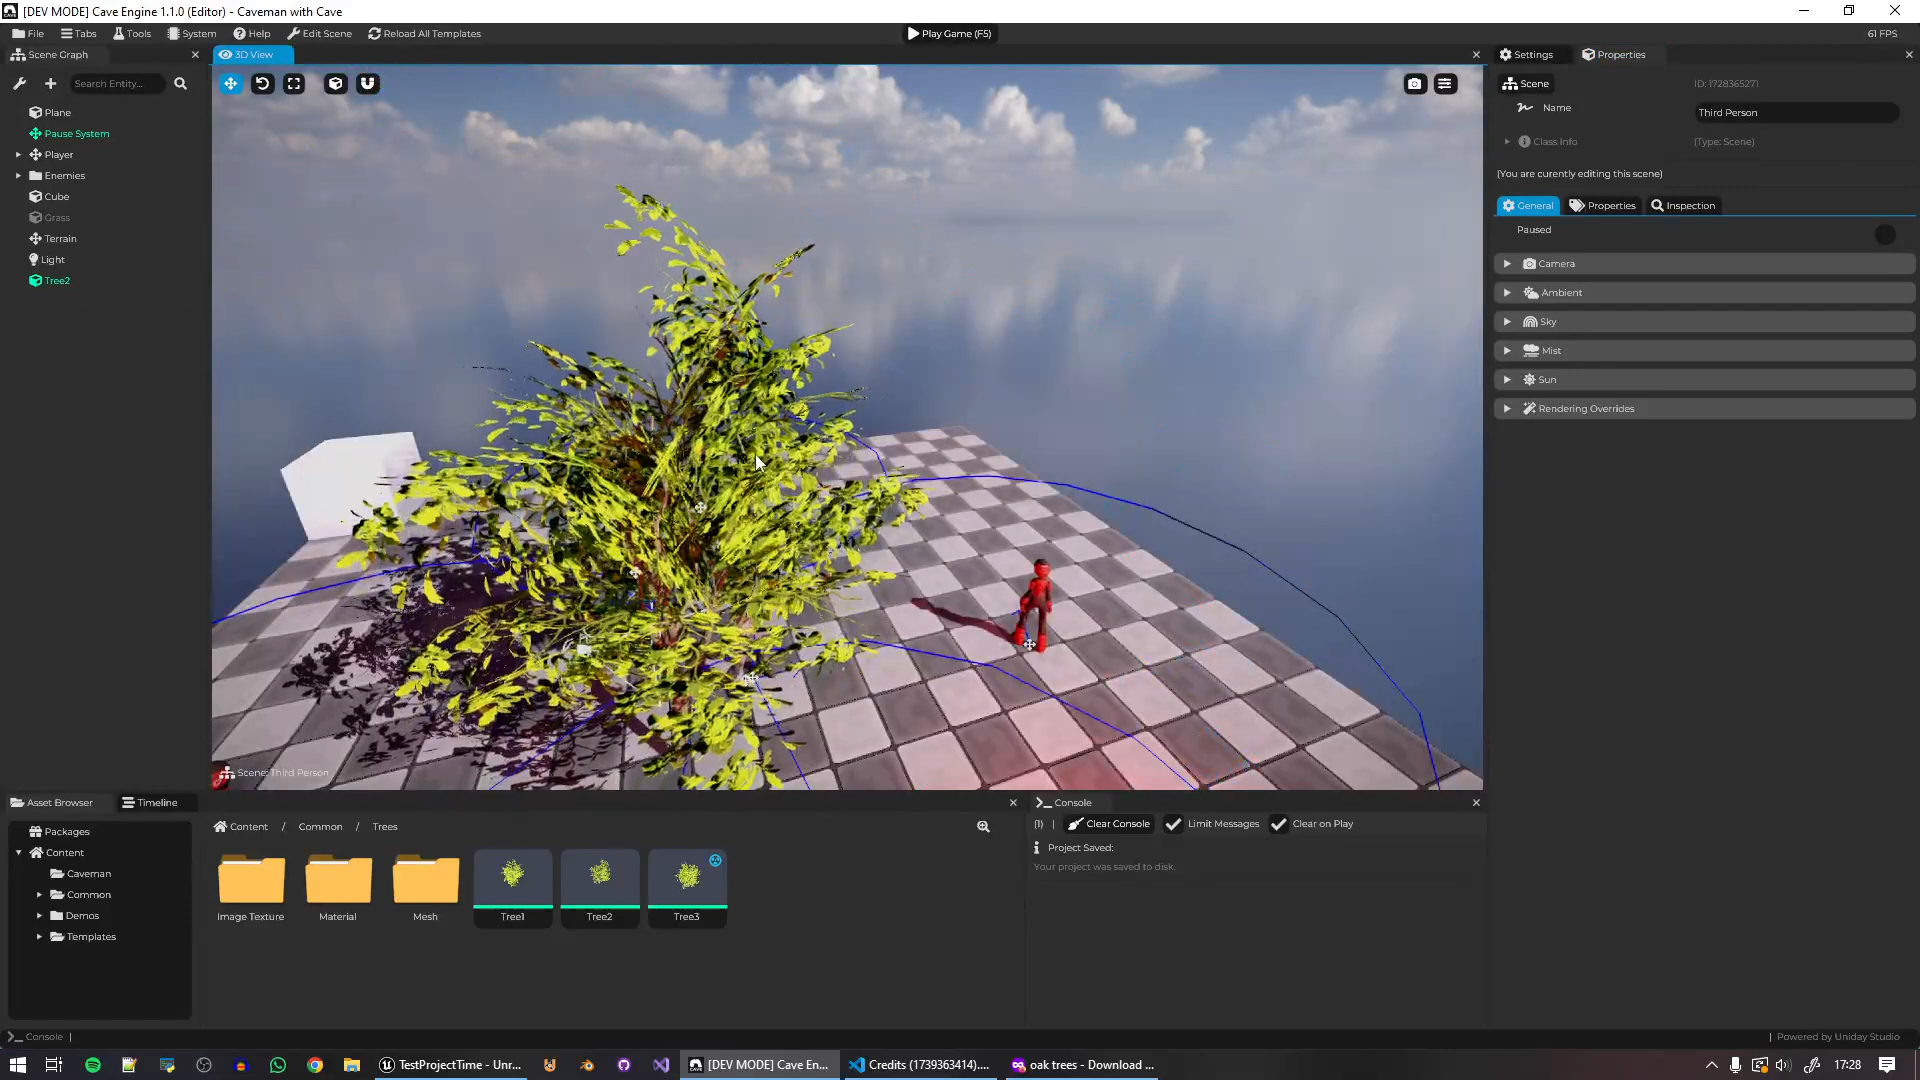 [DEV MODE] Cave Engine 1.1.0 (Editor) - Caveman with Cave
File Tabs Tools System Help Edit Scene Reload All Templates Play Game (F5) 61 FPS
Scene Graph 3D View Settings Properties
Search Entity... Scene ID: 1728365271
Name Third Person
Plane
Pause System
Player
Enemies
Cube
Grass
Terrain
Light
Tree2
Class Info (Type: Scene)
(You are curently editing this scene)
General Properties Inspection
Paused
Camera
Ambient
Sky
Mist
Sun
Rendering Overrides
Scene: Third Person
Asset Browser Timeline Console
Packages
Content
Caveman
Common
Demos
Templates
Content / Common / Trees
Image Texture Material Mesh Tree1 Tree2 Tree3
(1) | Clear Console Limit Messages Clear on Play
Project Saved:
Your project was saved to disk.
Console | | Powered by Uniday Studio
TestProjectTime - Unr... [DEV MODE] Cave En... Credits (1739363414).... oak trees - Download ... 17:28